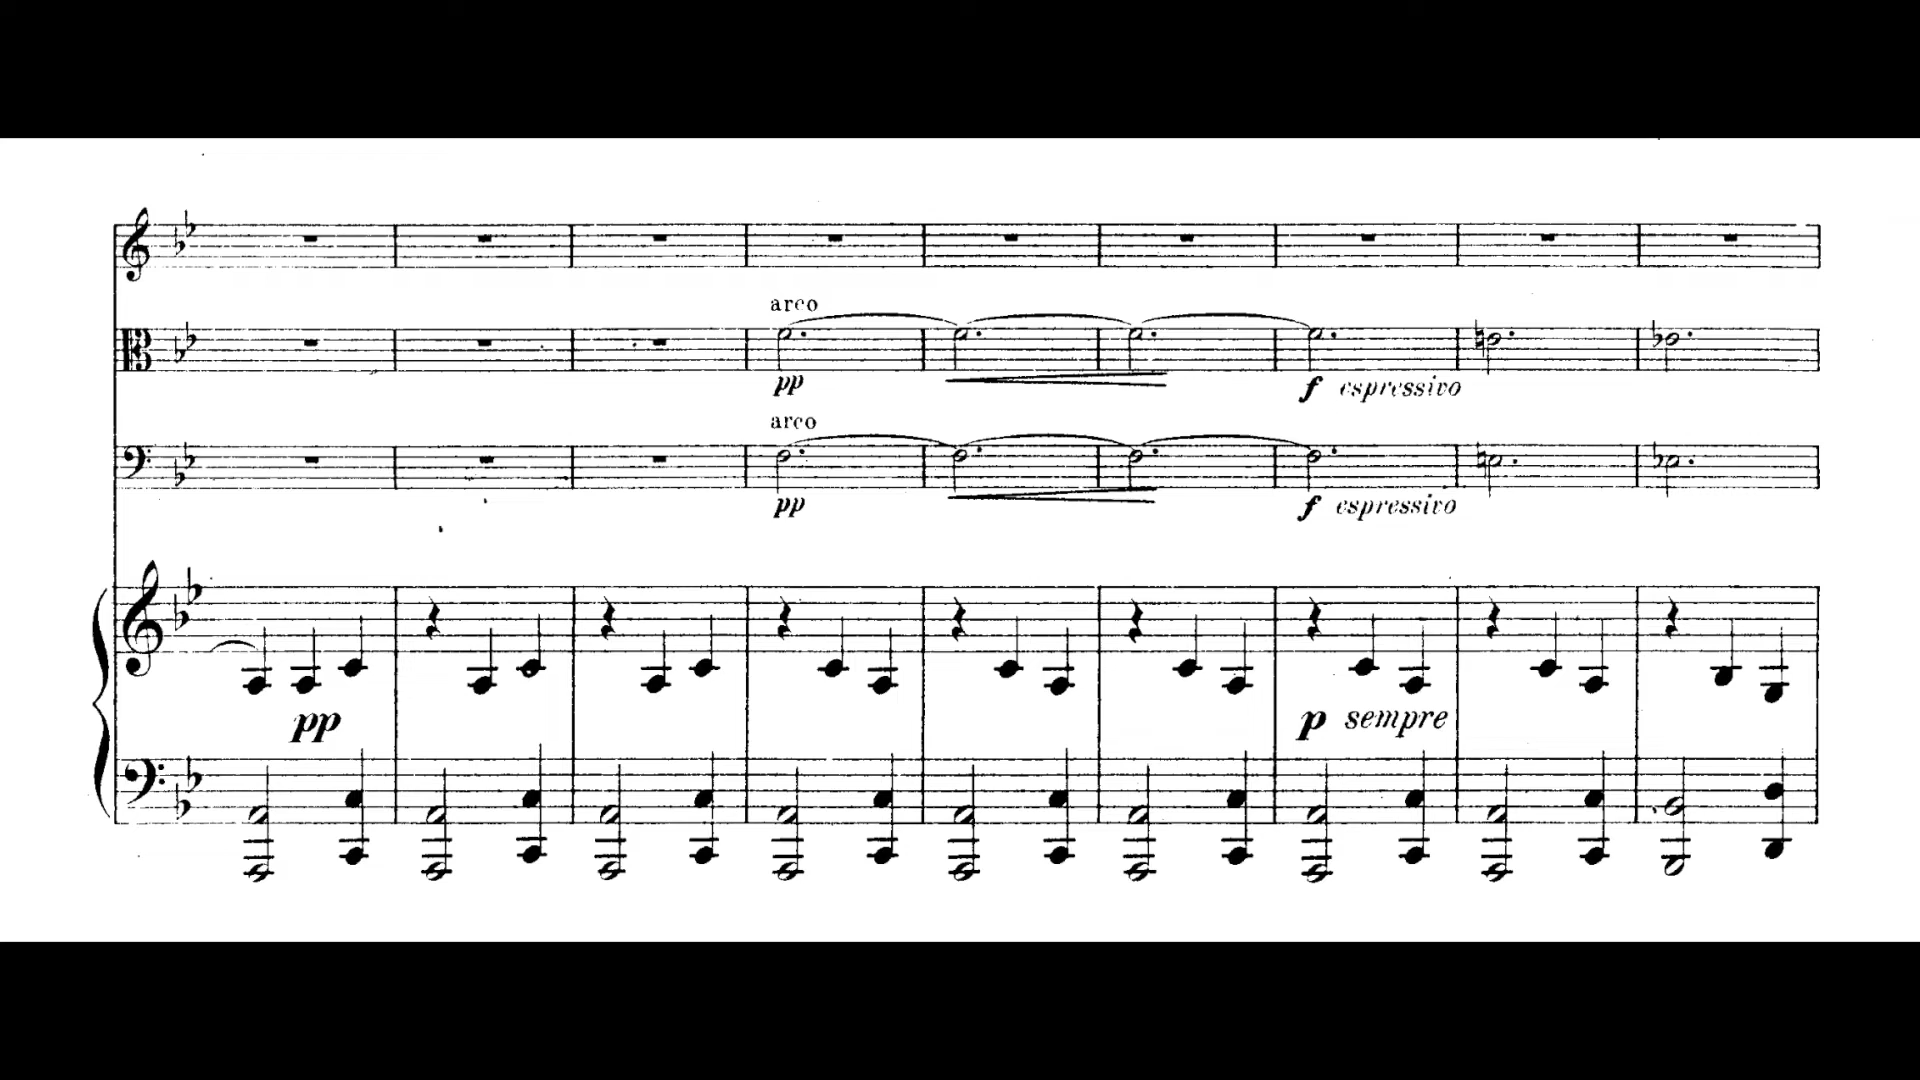 arco
pp
f espressivo
arco
pp
f espressivo
pp
p sempre